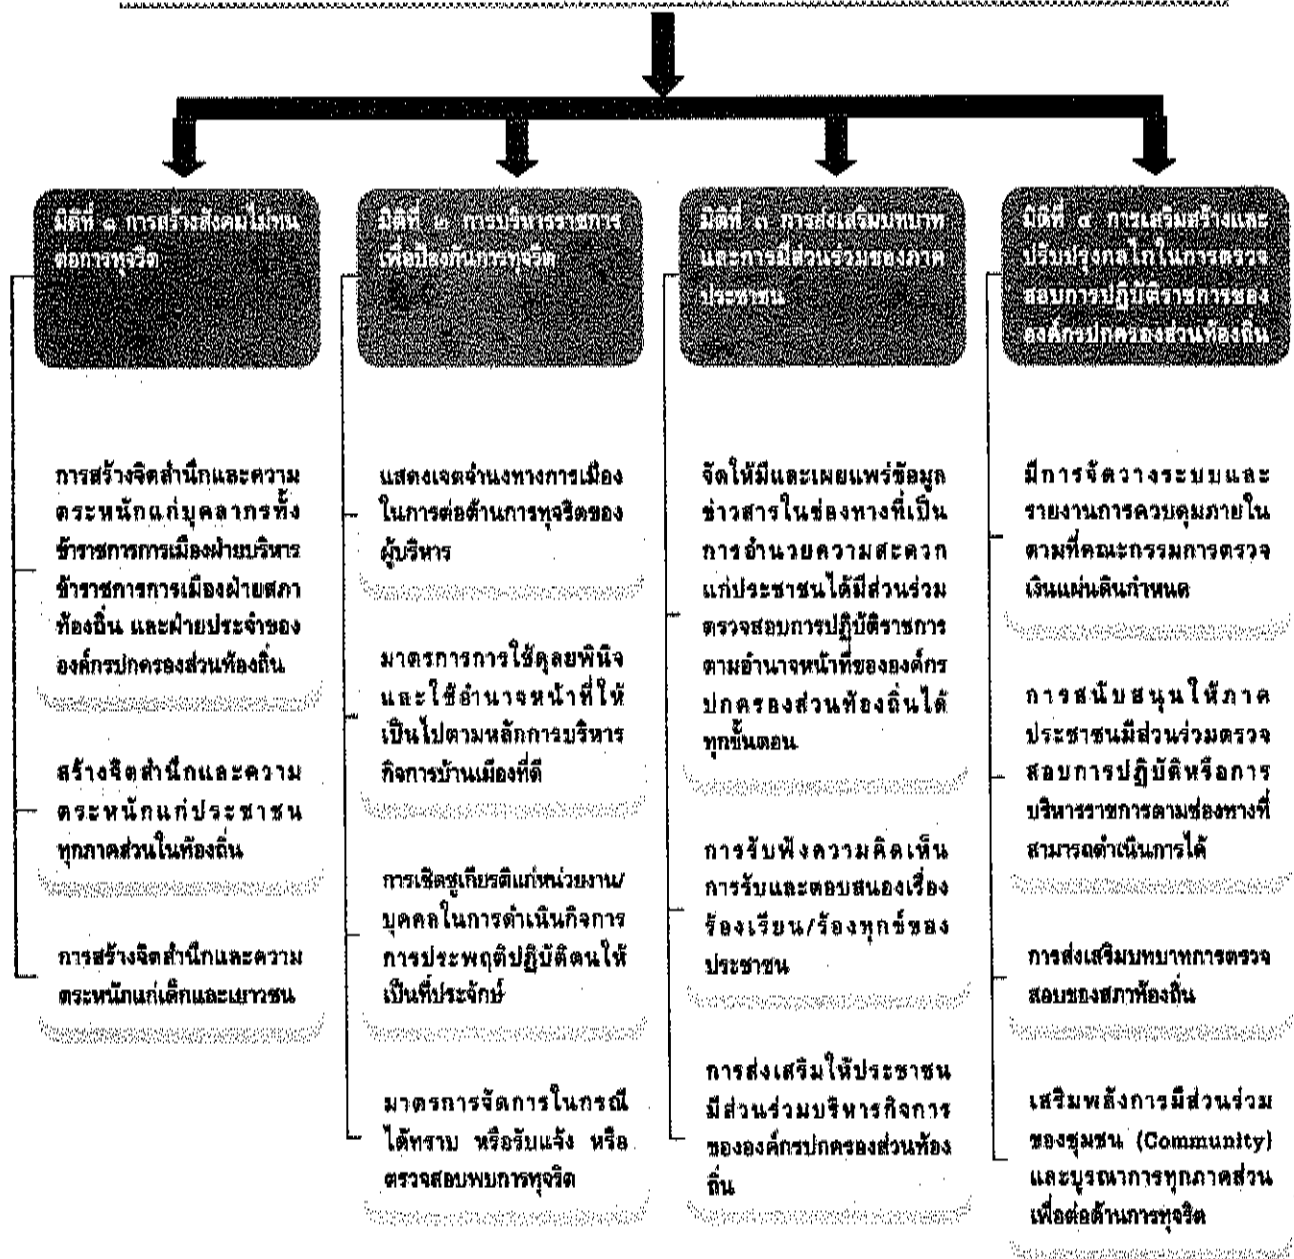 มิติที่ ๑ การสร้างสังคมไม่ทน
ต่อการทุจริต
การสร้างจิตสำนึกและความ
ตระหนักแก่บุคลากรทั้ง
ข้าราชการการเมืองฝ่ายบริหาร
ข้าราชการการเมืองฝ่ายสภา
ท้องถิ่น และฝ่ายประจำของ
องค์กรปกครองส่วนท้องถิ่น
สร้างจิตสำนึกและความ
ตระหนักแก่ประชาชน
ทุกภาคส่วนในท้องถิ่น
การสร้างจิตสำนึกและความ
ตระหนักแก่เด็กและเยาวชน
มิติที่ ๒ การบริหารราชการ
เพื่อป้องกันการทุจริต
แสดงเจตจำนงทางการเมือง
ในการต่อต้านการทุจริตของ
ผู้บริหาร
มาตรการการใช้ดุลยพินิจ
และใช้อำนาจหน้าที่ให้
เป็นไปตามหลักการบริหาร
กิจการบ้านเมืองที่ดี
การเชิดชูเกียรติแก่หน่วยงาน/
บุคคลในการดำเนินกิจการ
การประพฤติปฏิบัติตนให้
เป็นที่ประจักษ์
มาตรการจัดการในกรณี
ได้ทราบ หรือรับแจ้ง หรือ
ตรวจสอบพบการทุจริต
มิติที่ ๓ การส่งเสริมบทบาท
และการมีส่วนร่วมของภาค
ประชาชน
จัดให้มีและเผยแพร่ข้อมูล
ข่าวสารในช่องทางที่เป็น
การอำนวยความสะดวก
แก่ประชาชนได้มีส่วนร่วม
ตรวจสอบการปฏิบัติราชการ
ตามอำนาจหน้าที่ขององค์กร
ปกครองส่วนท้องถิ่นได้
ทุกขั้นตอน
การรับฟังความคิดเห็น
การรับและตอบสนองเรื่อง
ร้องเรียน/ร้องทุกข์ของ
ประชาชน
การส่งเสริมให้ประชาชน
มีส่วนร่วมบริหารกิจการ
ขององค์กรปกครองส่วนท้อง
ถิ่น
มิติที่ ๔ การเสริมสร้างและ
ปรับปรุงกลไกในการตรวจ
สอบการปฏิบัติราชการของ
องค์กรปกครองส่วนท้องถิ่น
มีการจัดวางระบบและ
รายงานการควบคุมภายใน
ตามที่คณะกรรมการตรวจ
เงินแผ่นดินกำหนด
การสนับสนุนให้ภาค
ประชาชนมีส่วนร่วมตรวจ
สอบการปฏิบัติหรือการ
บริหารราชการตามช่องทางที่
สามารถดำเนินการได้
การส่งเสริมบทบาทการตรวจ
สอบของสภาท้องถิ่น
เสริมพลังการมีส่วนร่วม
ของชุมชน (Community)
และบูรณาการทุกภาคส่วน
เพื่อต่อต้านการทุจริต